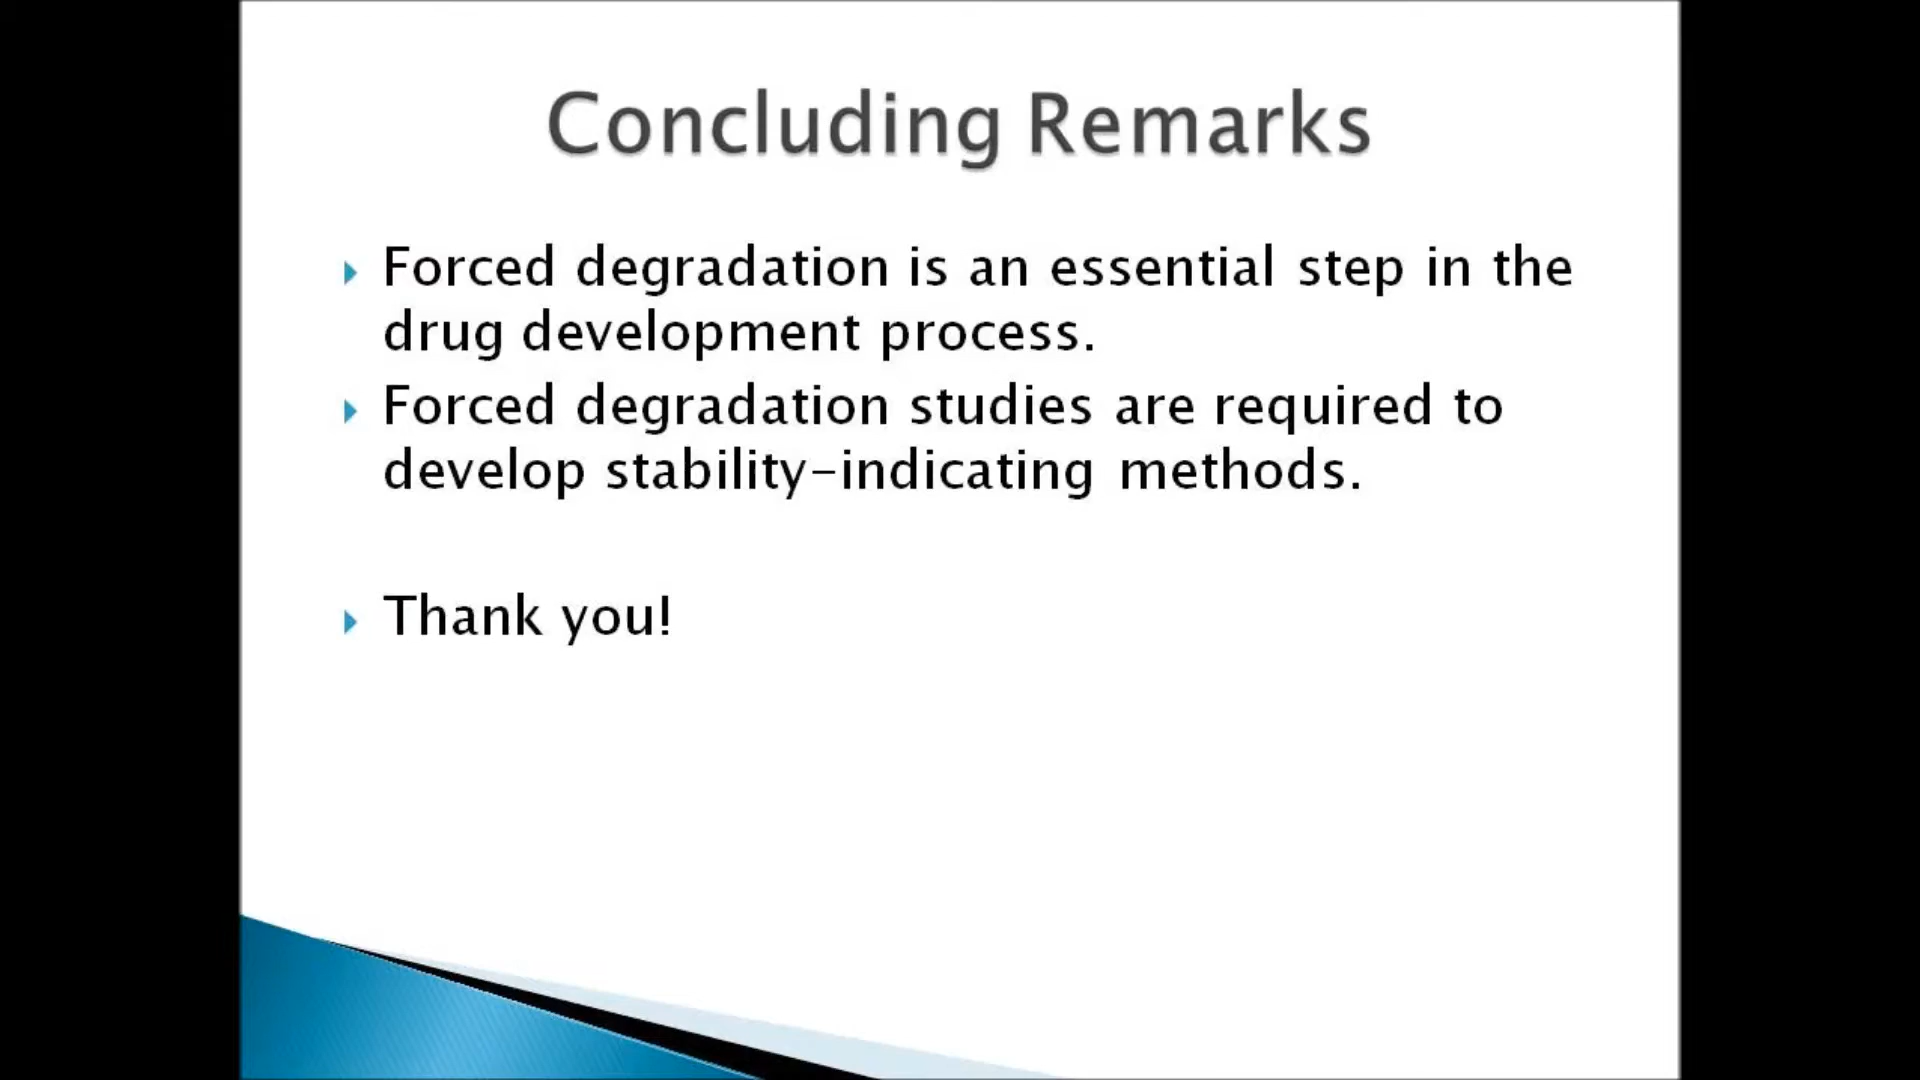 Concluding Remarks
Forced degradation is an essential step in the
drug development process.
Forced degradation studies are required to
develop stability-indicating methods.
Thank you!